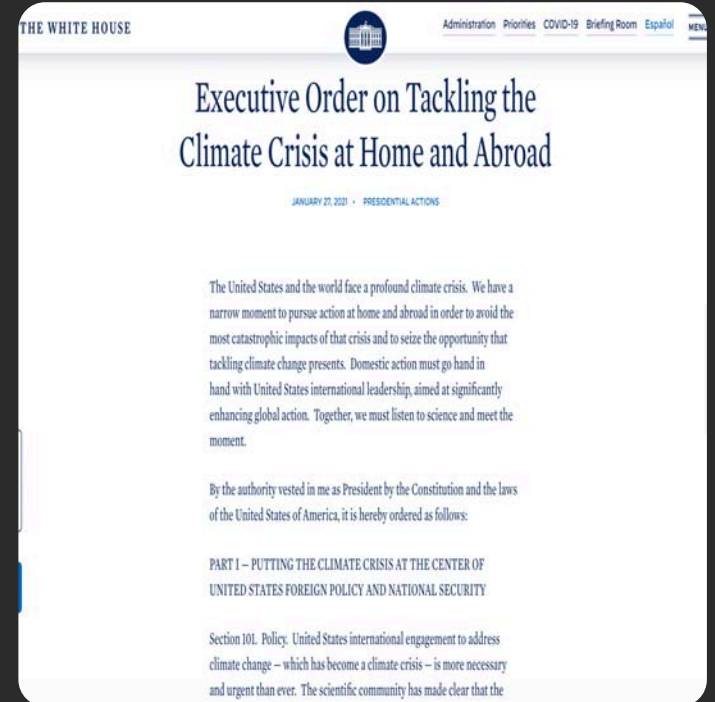 THE WHITE HOUSE
Administration Priorities COVID-19 Briefing Room Español MENU
Executive Order on Tackling the
Climate Crisis at Home and Abroad
JANUARY 27, 2021 • PRESIDENTIAL ACTIONS
The United States and the world face a profound climate crisis. We have a
narrow moment to pursue action at home and abroad in order to avoid the
most catastrophic impacts of that crisis and to seize the opportunity that
tackling climate change presents. Domestic action must go hand in
hand with United States international leadership, aimed at significantly
enhancing global action. Together, we must listen to science and meet the
moment.
By the authority vested in me as President by the Constitution and the laws
of the United States of America, it is hereby ordered as follows:
PART I — PUTTING THE CLIMATE CRISIS AT THE CENTER OF
UNITED STATES FOREIGN POLICY AND NATIONAL SECURITY
Section 101. Policy. United States international engagement to address
climate change — which has become a climate crisis — is more necessary
and urgent than ever. The scientific community has made clear that the